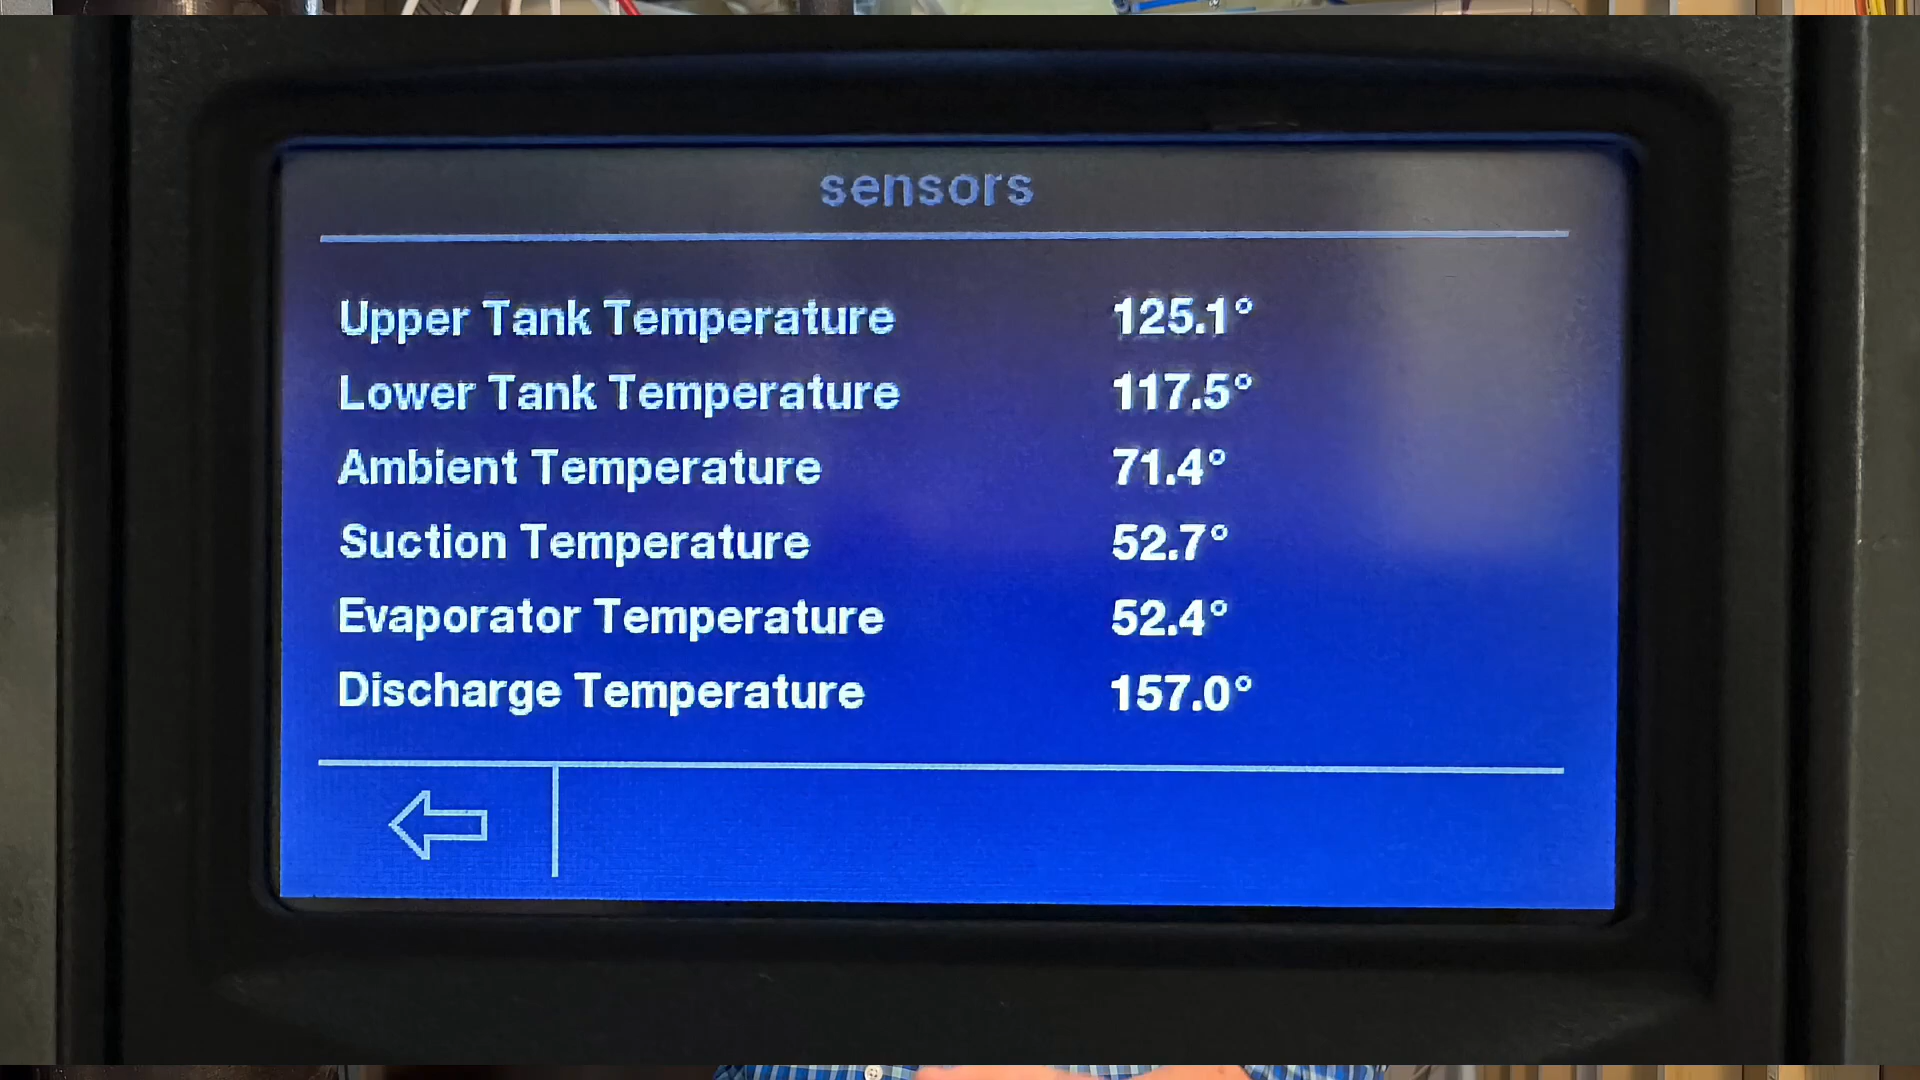 sensors
Upper Tank Temperature 125.1°
Lower Tank Temperature 117.5°
Ambient Temperature 71.4°
Suction Temperature 52.7°
Evaporator Temperature 52.4°
Discharge Temperature 157.0°